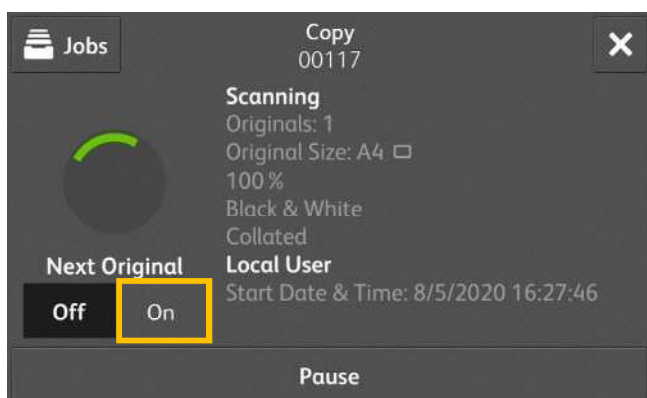 Jobs
Copy
00117
Scanning
Originals: 1
Original Size: A4
100%
Black & White
Collated
Local User
Start Date & Time: 8/5/2020 16:27:46
Next Original
Off
On
Pause